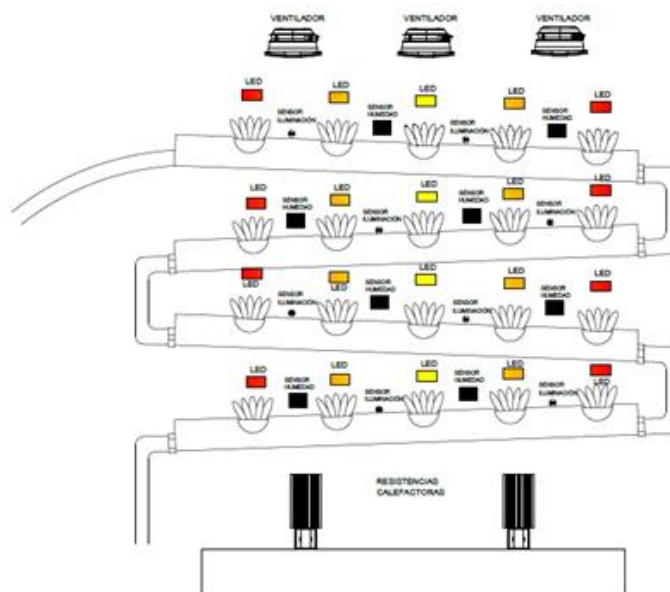 VENTILADOR VENTILADOR VENTILADOR
LED LED LED LED LED
SENSOR HUMEDAD SENSOR HUMEDAD
SENSOR ILUMINACIÓN SENSOR ILUMINACIÓN
LED LED LED LED LED
SENSOR HUMEDAD SENSOR HUMEDAD
SENSOR ILUMINACIÓN SENSOR ILUMINACIÓN
LED LED LED LED LED
SENSOR HUMEDAD SENSOR HUMEDAD
SENSOR ILUMINACIÓN SENSOR ILUMINACIÓN
LED LED LED LED LED
SENSOR HUMEDAD SENSOR HUMEDAD
SENSOR ILUMINACIÓN SENSOR ILUMINACIÓN
RESISTENCIAS
CALEFACTORAS